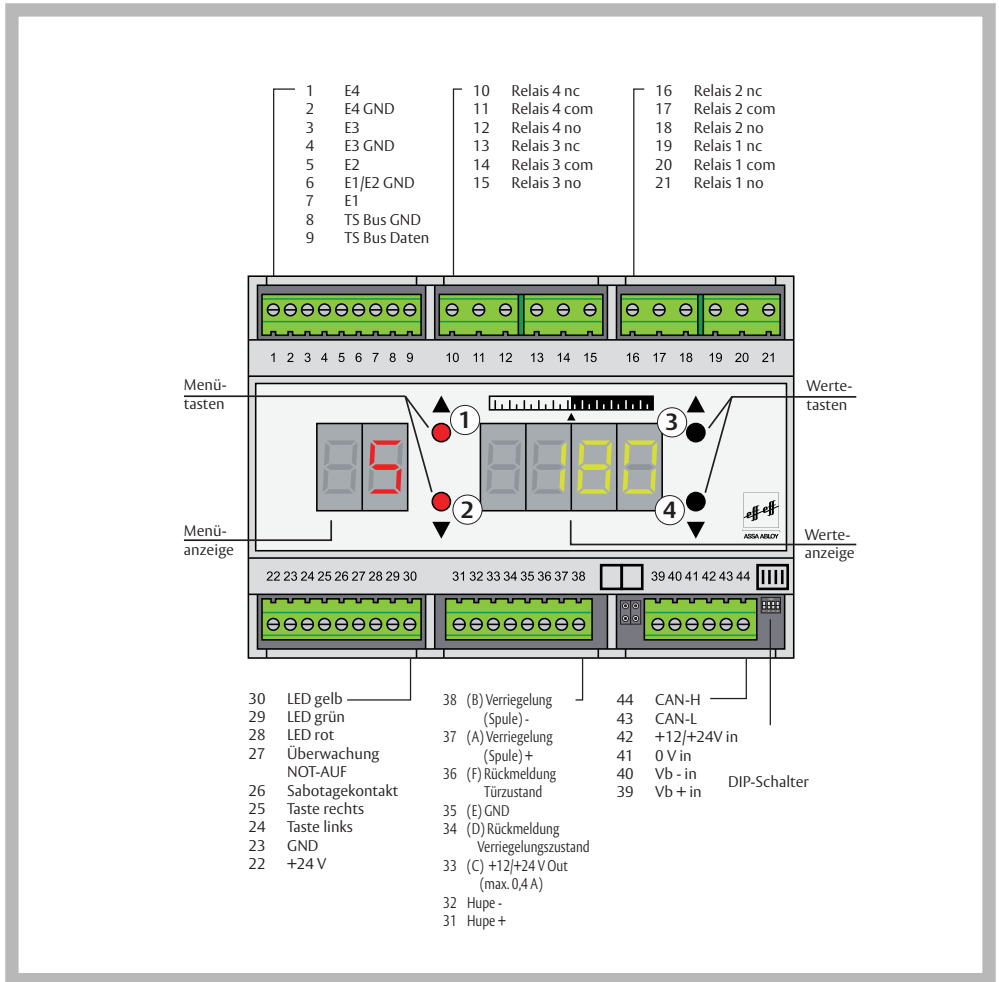 1 E4
2 E4 GND
3 E3
4 E3 GND
5 E2
6 E1/E2 GND
7 E1
8 TS Bus GND
9 TS Bus Daten
10 Relais 4 nc
11 Relais 4 com
12 Relais 4 no
13 Relais 3 nc
14 Relais 3 com
15 Relais 3 no
16 Relais 2 nc
17 Relais 2 com
18 Relais 2 no
19 Relais 1 nc
20 Relais 1 com
21 Relais 1 no
1 2 3 4 5 6 7 8 9
10 11 12 13 14 15
16 17 18 19 20 21
Menü-
tasten
Werte-
tasten
1
3
5
180
2
4
eff eff
ASSA ABLOY
Menü-
anzeige
Werte-
anzeige
22 23 24 25 26 27 28 29 30
31 32 33 34 35 36 37 38
39 40 41 42 43 44
30 LED gelb
29 LED grün
28 LED rot
27 Überwachung
NOT-AUF
26 Sabotagekontakt
25 Taste rechts
24 Taste links
23 GND
22 +24 V
38 (B) Verriegelung
(Spule) -
37 (A) Verriegelung
(Spule) +
36 (F) Rückmeldung
Türzustand
35 (E) GND
34 (D) Rückmeldung
Verriegelungszustand
33 (C) +12/+24 V Out
(max. 0,4 A)
32 Hupe -
31 Hupe +
44 CAN-H
43 CAN-L
42 +12/+24V in
41 0 V in
40 Vb - in
39 Vb + in
DIP-Schalter